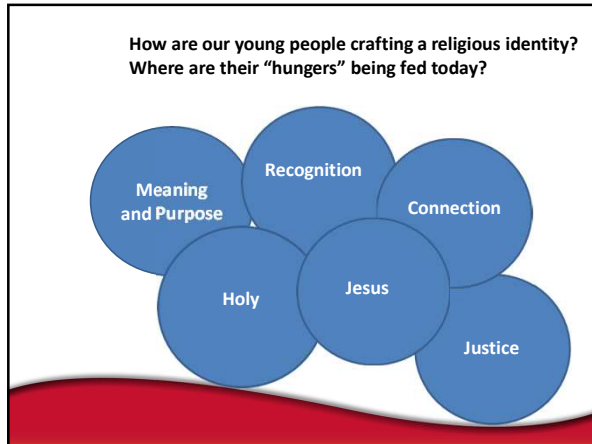 How are our young people crafting a religious identity?
Where are their “hungers” being fed today?
Meaning
and Purpose
Recognition
Connection
Holy
Jesus
Justice